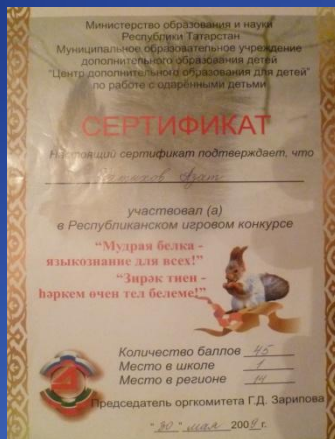 Министерство образования и науки
Республики Татарстан
Муниципальное образовательное учреждение
дополнительного образования детей
"Центр дополнительного образования для детей"
по работе с одарёнными детьми
СЕРТИФИКАТ
Настоящий сертификат подтверждает, что
Азат
участвовал (а)
в Республиканском игровом конкурсе
"Мудрая белка -
языкознание для всех!"
"Зирәк тиен -
һәркем өчен тел белеме!"
Количество баллов 45
Место в школе 1
Место в регионе 14
Председатель оргкомитета Г.Д. Зарипова
"30" мая 200 г.